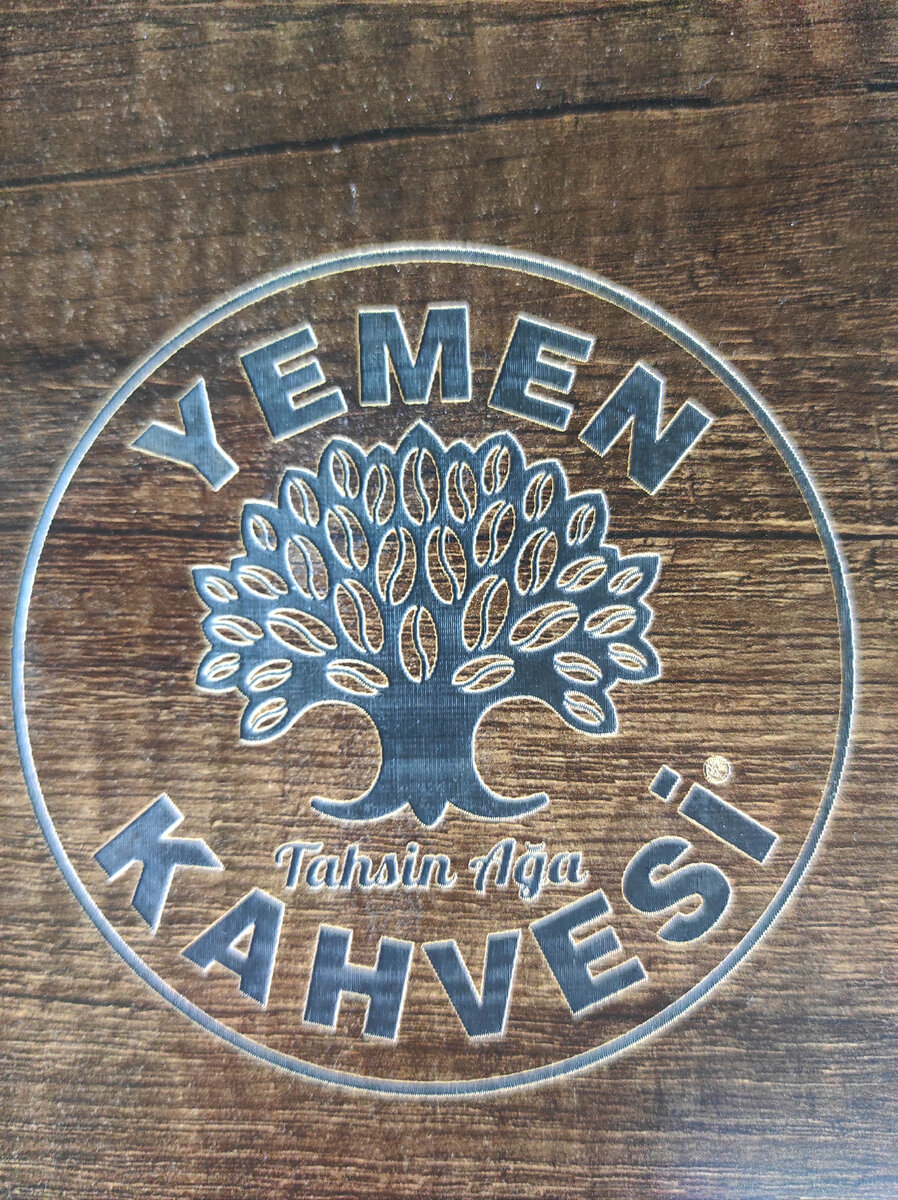 YEMEN
Tahsin Ağa
KAHVESİ